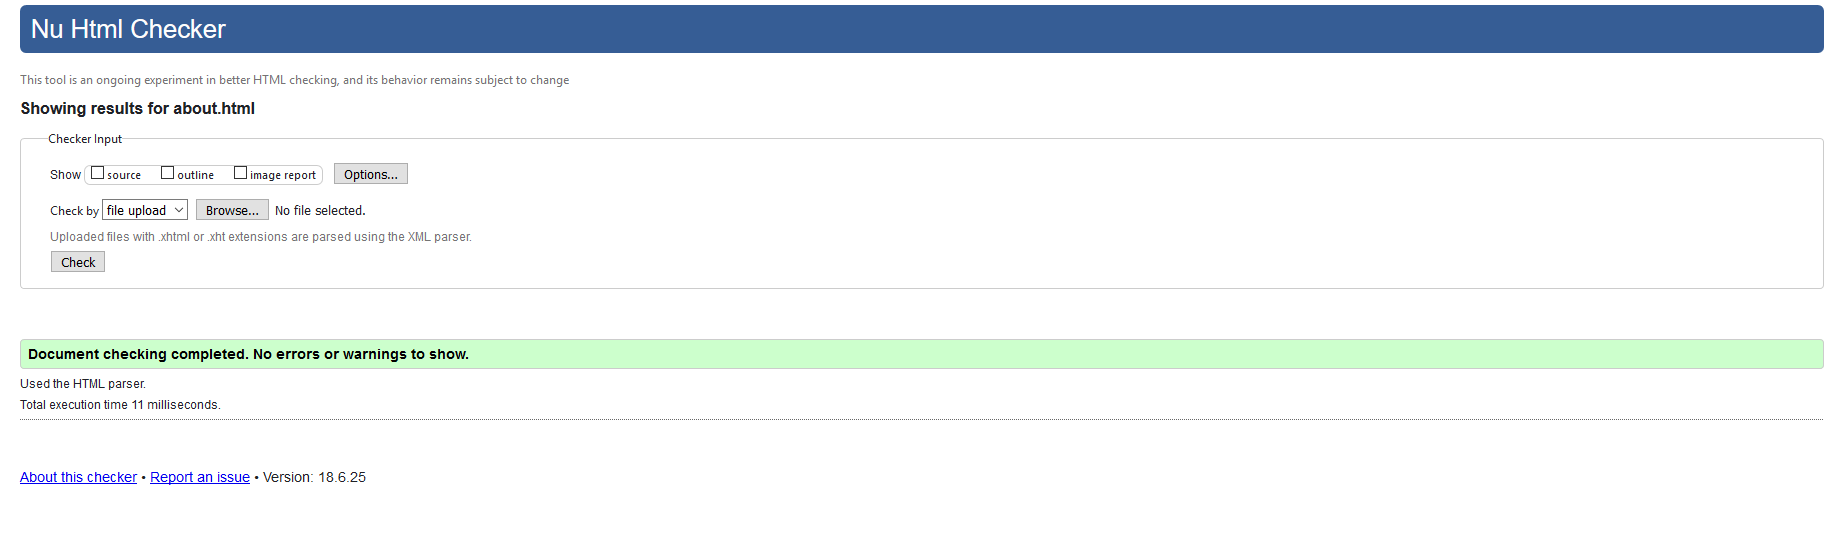 Nu Html Checker
This tool is an ongoing experiment in better HTML checking, and its behavior remains subject to change
Showing results for about.html
Checker Input
Show source outline image report Options...
Check by file upload Browse... No file selected.
Uploaded files with .xhtml or .xht extensions are parsed using the XML parser.
Check
Document checking completed. No errors or warnings to show.
Used the HTML parser.
Total execution time 11 milliseconds.
About this checker • Report an issue • Version: 18.6.25